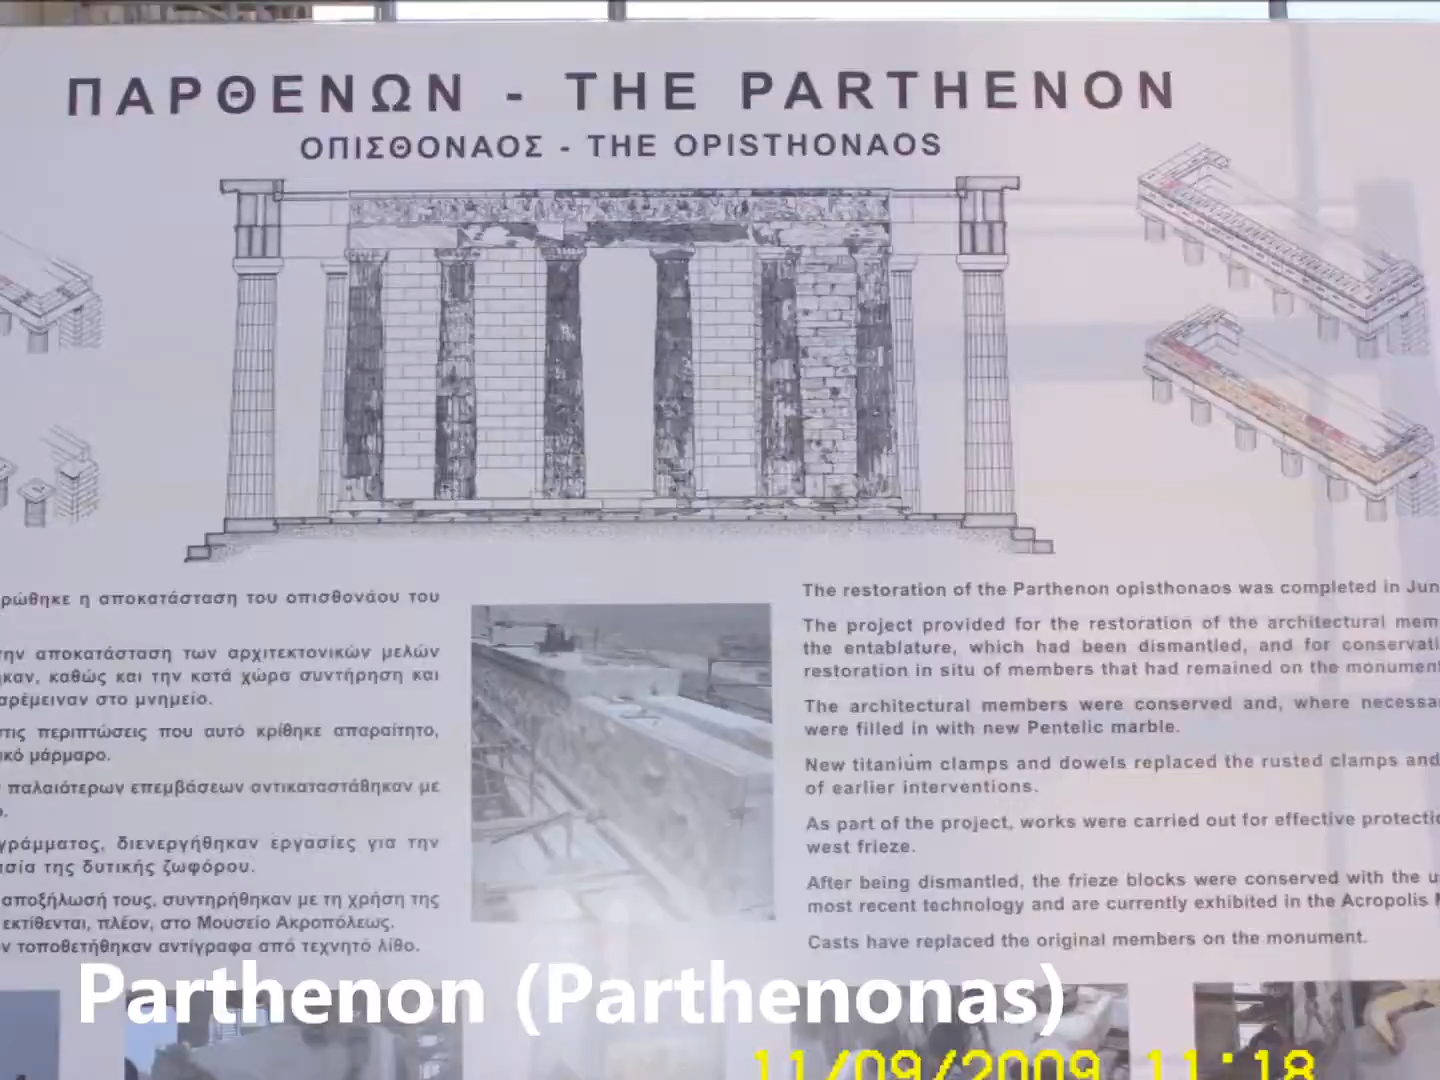 ΠΑΡΘΕΝΩΝ - THE PARTHENON
ΟΠΙΣΘΟΝΑΟΣ - THE OPISTHONAOS
ρώθηκε η αποκατάσταση του οπισθονάου του
ην αποκατάσταση των αρχιτεκτονικών μελών
καν, καθώς και την κατά χώρα συντήρηση και
αρέμειναν στο μνημείο.
τις περιπτώσεις που αυτό κρίθηκε απαραίτητο,
ικό μάρμαρο.
παλαιότερων επεμβάσεων αντικαταστάθηκαν με
γράμματος, διενεργήθηκαν εργασίες για την
σία της δυτικής ζωφόρου.
αποξήλωσή τους, συντηρήθηκαν με τη χρήση της
εκτίθενται, πλέον, στο Μουσείο Ακροπόλεως.
ν τοποθετήθηκαν αντίγραφα από τεχνητό λίθο.
The restoration of the Parthenon opisthonaos was completed in Jun
The project provided for the restoration of the architectural mem
the entablature, which had been dismantled, and for conservati
restoration in situ of members that had remained on the monument
The architectural members were conserved and, where necessa
were filled in with new Pentelic marble.
New titanium clamps and dowels replaced the rusted clamps and
of earlier interventions.
As part of the project, works were carried out for effective protecti
west frieze.
After being dismantled, the frieze blocks were conserved with the u
most recent technology and are currently exhibited in the Acropolis
Casts have replaced the original members on the monument.
Parthenon (Parthenonas)
11/09/2009 11:18